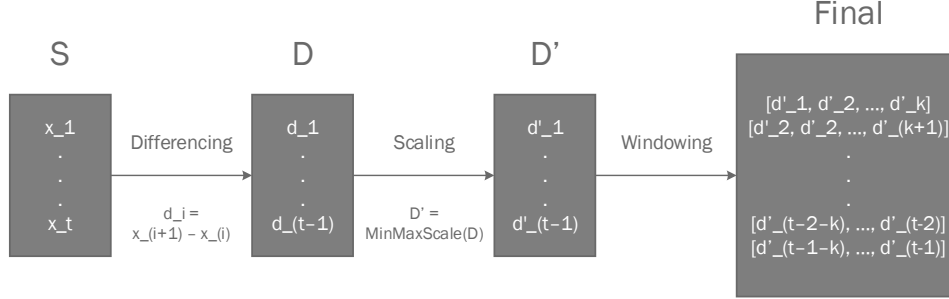 S
x_1
.
.
.
x_t
Differencing
d_i =
x_(i+1) – x_(i)
D
d_1
.
.
.
d_(t–1)
Scaling
D’ =
MinMaxScale(D)
D’
d'_1
.
.
.
d'_(t–1)
Windowing
Final
[d'_1, d’_2, ..., d’_k]
[d'_2, d’_2, ..., d’_(k+1)]
.
.
.
[d’_(t–2–k), ..., d’_(t-2)]
[d’_(t–1–k), ..., d’_(t-1)]